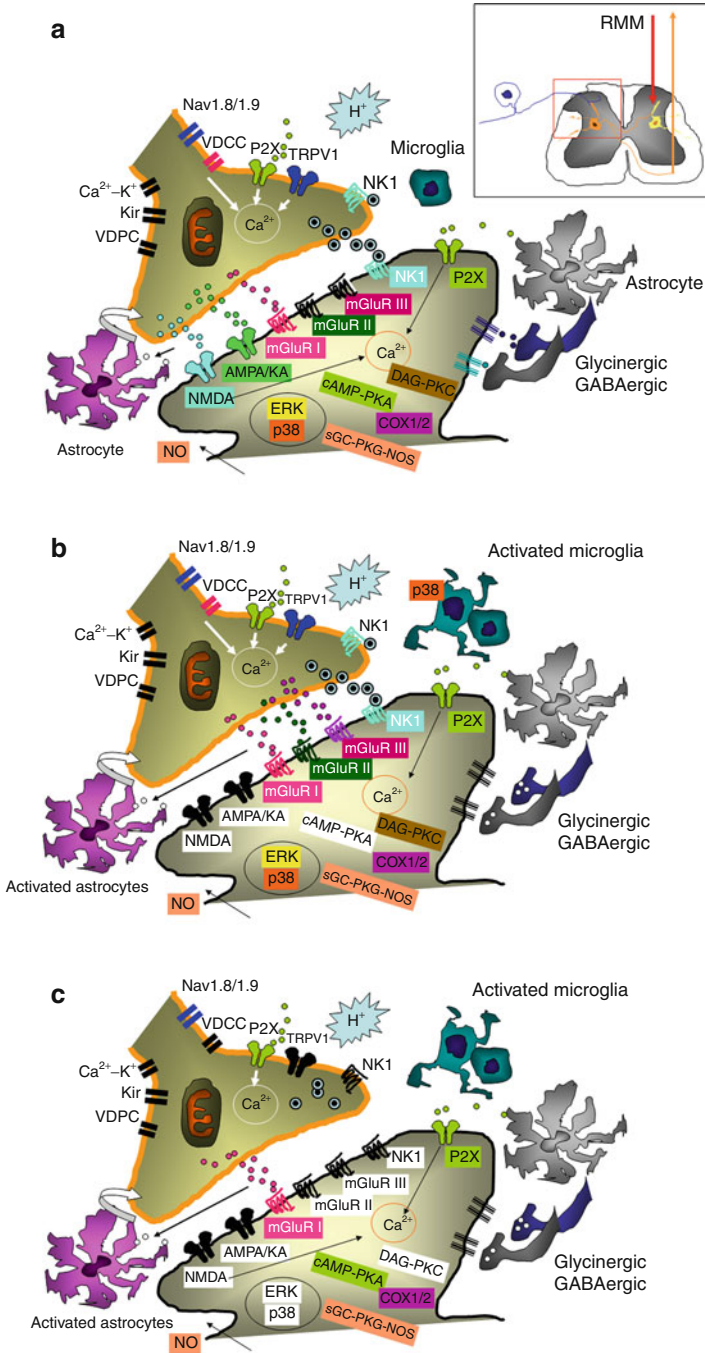 a
RMM
H+
Nav1.8/1.9
VDCC
P2X
TRPV1
Microglia
NK1
Ca2+–K+
Kir
VDPC
Ca2+
NK1
P2X
Astrocyte
mGluR III
mGluR II
mGluR I
Ca2+
Glycinergic
GABAergic
AMPA/KA
DAG-PKC
NMDA
cAMP-PKA
ERK
COX1/2
p38
Astrocyte
NO
sGC-PKG-NOS
b
Activated microglia
Nav1.8/1.9
H+
VDCC
P2X
TRPV1
p38
NK1
Ca2+–K+
Kir
VDPC
Ca2+
NK1
P2X
mGluR III
mGluR II
mGluR I
Ca2+
Glycinergic
GABAergic
AMPA/KA
cAMP-PKA
DAG-PKC
NMDA
ERK
COX1/2
p38
Activated astrocytes
NO
sGC-PKG-NOS
c
Activated microglia
Nav1.8/1.9
H+
VDCC
P2X
TRPV1
NK1
Ca2+–K+
Kir
VDPC
Ca2+
NK1
P2X
mGluR III
mGluR II
mGluR I
Ca2+
Glycinergic
GABAergic
AMPA/KA
DAG-PKC
NMDA
cAMP-PKA
ERK
COX1/2
p38
Activated astrocytes
NO
sGC-PKG-NOS